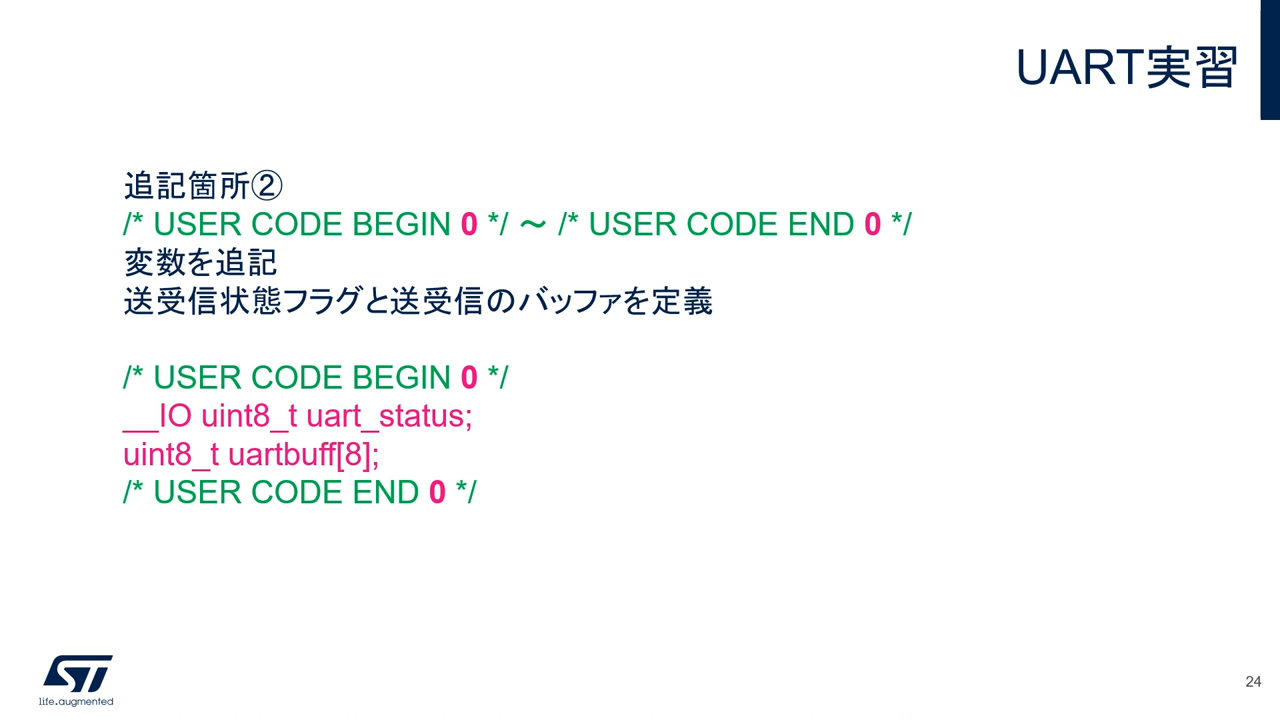 UART実習
追記箇所②
/* USER CODE BEGIN 0 */ ～ /* USER CODE END 0 */
変数を追記
送受信状態フラグと送受信のバッファを定義
/* USER CODE BEGIN 0 */
__IO uint8_t uart_status;
uint8_t uartbuff[8];
/* USER CODE END 0 */
ST
life.augmented
24